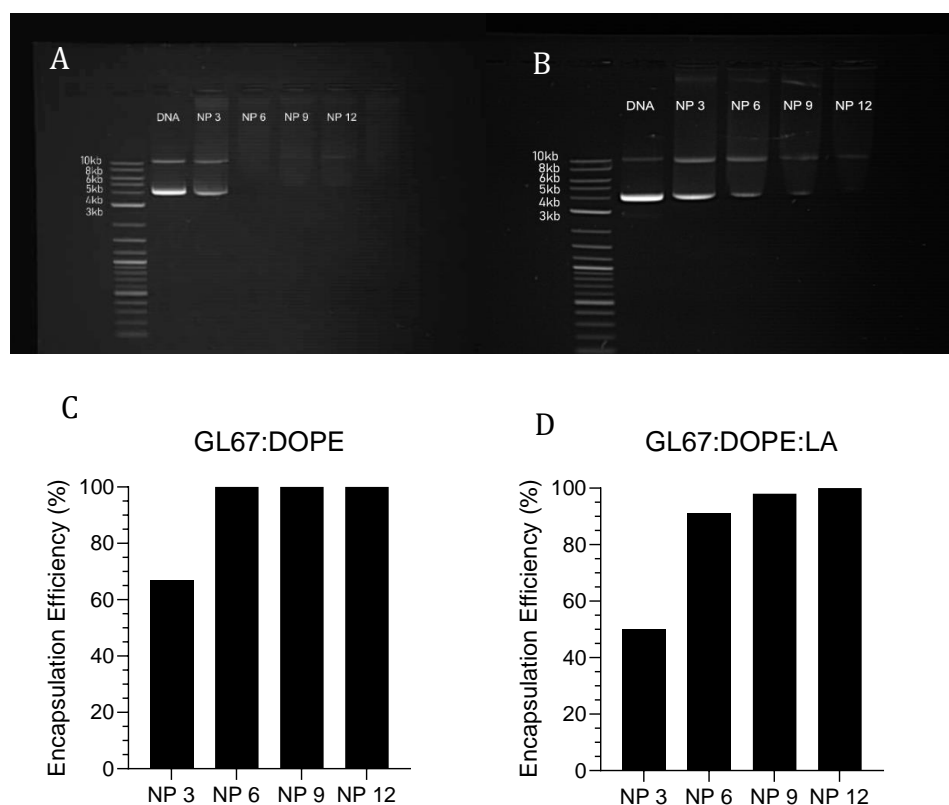 A
DNA NP 3 NP 6 NP 9 NP 12
10kb
8kb
6kb
5kb
4kb
3kb
B
DNA NP 3 NP 6 NP 9 NP 12
10kb
8kb
6kb
5kb
4kb
3kb
C
GL67:DOPE
Encapsulation Efficiency (%)
100
80
60
40
20
0
NP 3 NP 6 NP 9 NP 12
D
GL67:DOPE:LA
Encapsulation Efficiency (%)
100
80
60
40
20
0
NP 3 NP 6 NP 9 NP 12